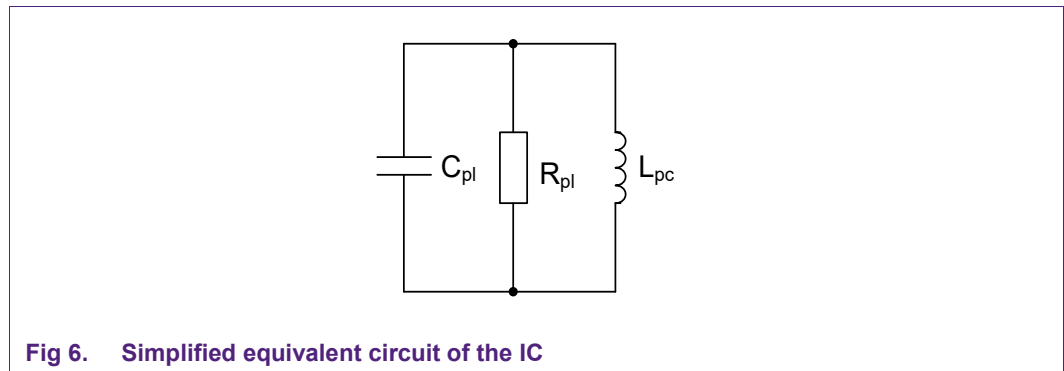 C_pl R_pl L_pc
Fig 6. Simplified equivalent circuit of the IC